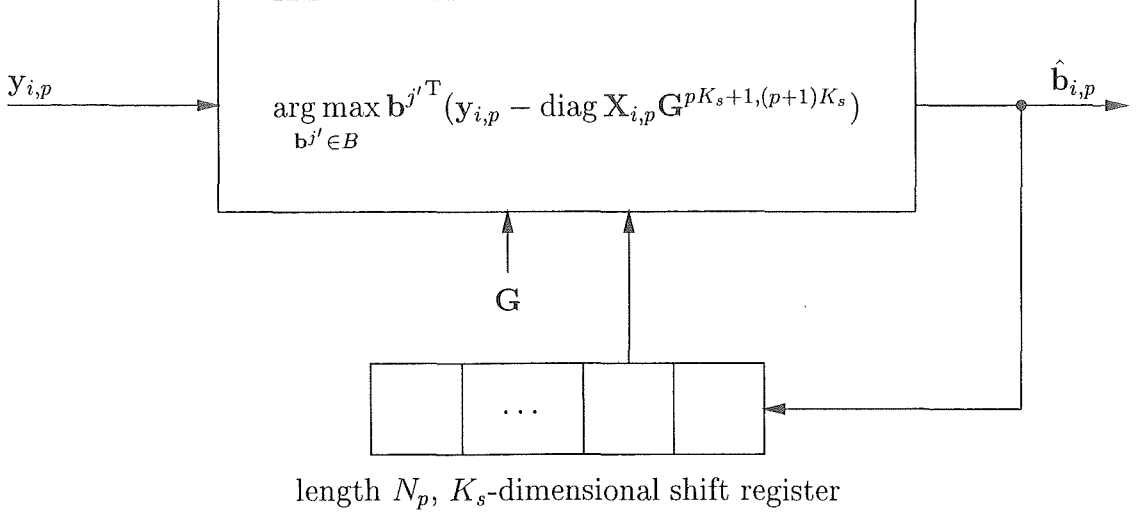 y_{i,p}
b̂_{i,p}
arg max b^{j'T}(y_{i,p} − diag X_{i,p}G^{pK_s+1,(p+1)K_s})
b^{j'} ∈ B
G
...
length N_p, K_s-dimensional shift register